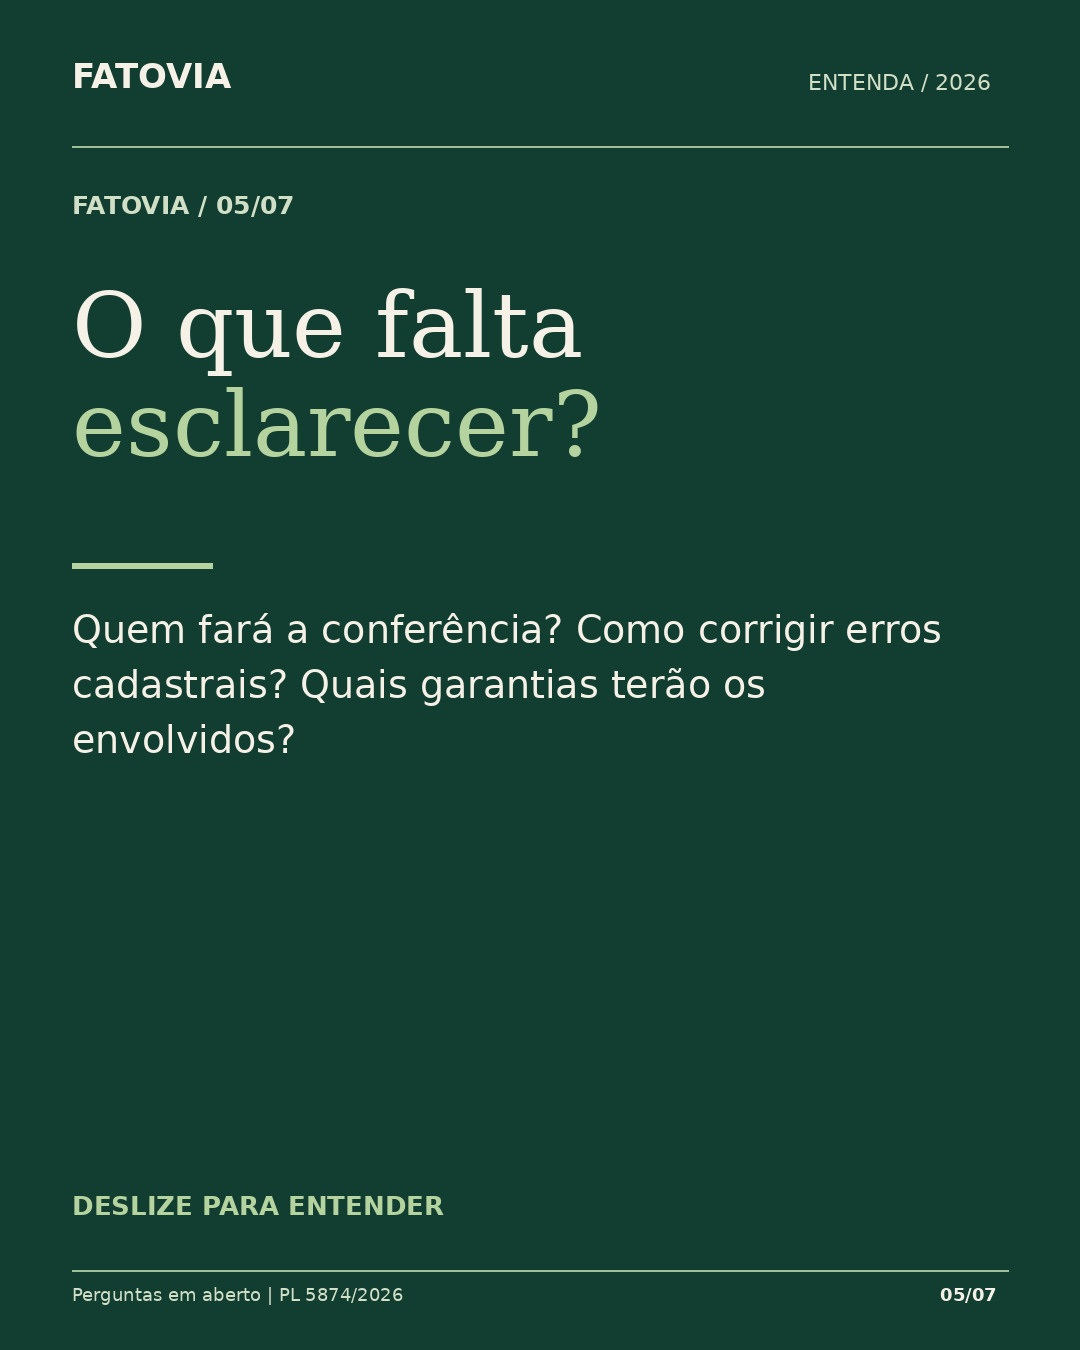 FATOVIA
ENTENDA / 2026
FATOVIA / 05/07
O que falta
esclarecer?
Quem fará a conferência? Como corrigir erros
cadastrais? Quais garantias terão os
envolvidos?
DESLIZE PARA ENTENDER
Perguntas em aberto | PL 5874/2026
05/07